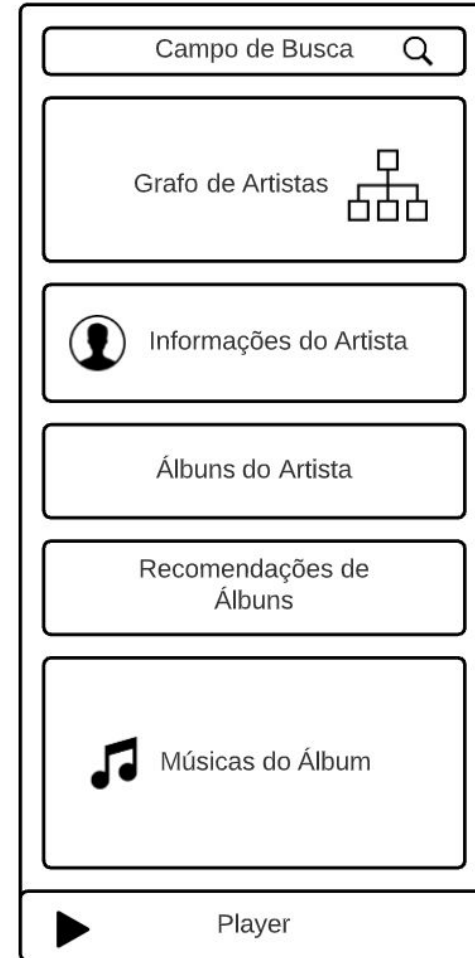 Campo de Busca
Grafo de Artistas
Informações do Artista
Álbuns do Artista
Recomendações de
Álbuns
Músicas do Álbum
Player